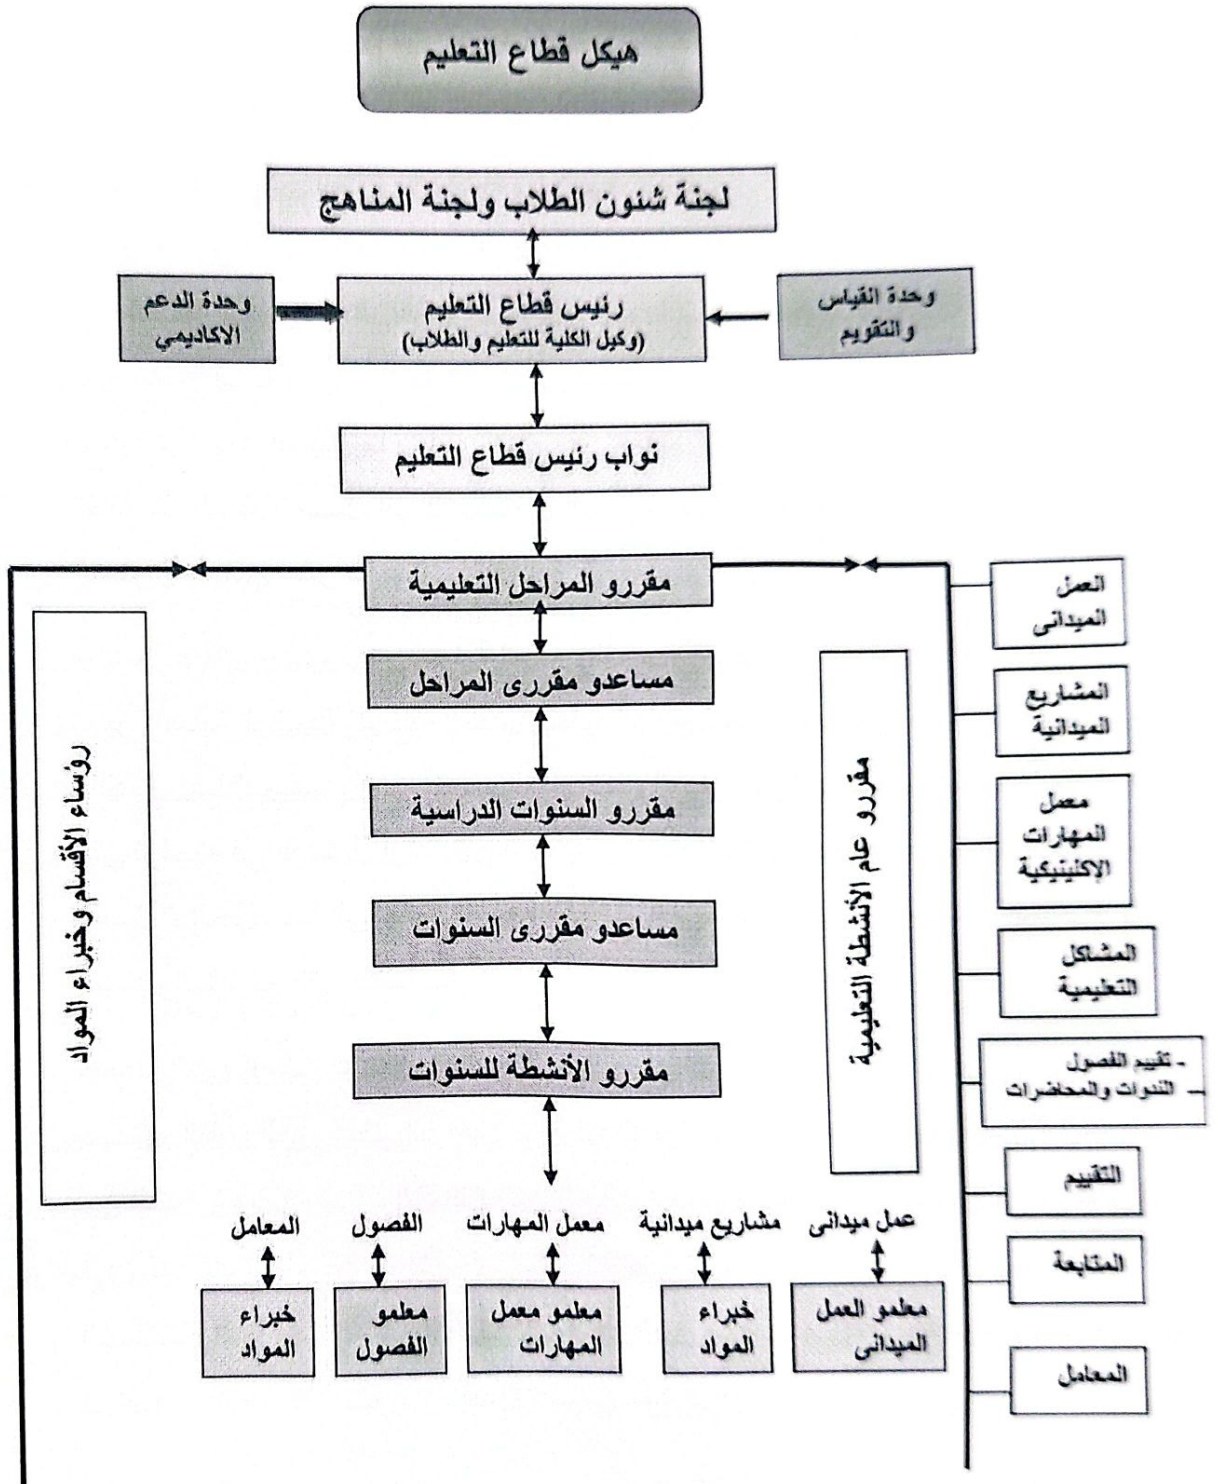 هيكل قطاع التعليم
لجنة شئون الطلاب ولجنة المناهج
وحدة القياس
والتقويم
رئيس قطاع التعليم
(وكيل الكلية للتعليم والطلاب)
وحدة الدعم
الاكاديمي
نواب رئيس قطاع التعليم
مقررو المراحل التعليمية
مساعدو مقررى المراحل
مقررو السنوات الدراسية
مساعدو مقررى السنوات
مقررو الأنشطة للسنوات
العمل
الميدانى
المشاريع
الميدانية
معمل
المهارات
الإكلينيكية
المشاكل
التعليمية
- تقييم الفصول
- الندوات والمحاضرات
التقييم
المتابعة
المعامل
مقررو عام الأنشطة التعليمية
رؤساء الأقسام وخبراء المواد
عمل ميدانى
مشاريع ميدانية
معمل المهارات
الفصول
المعامل
معلمو العمل
الميدانى
خبراء
المواد
معلمو معمل
المهارات
معلمو
الفصول
خبراء
المواد